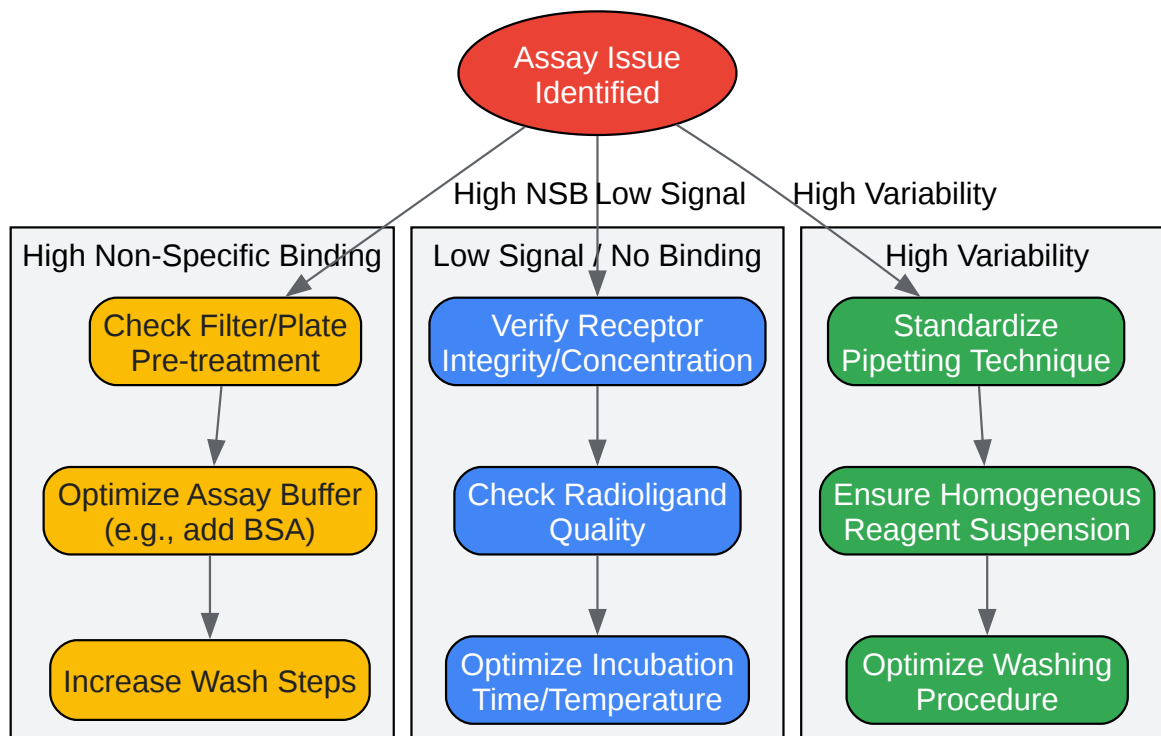 Assay Issue
Identified
High NSB
Low Signal
High Variability
High Non-Specific Binding
Low Signal / No Binding
High Variability
Check Filter/Plate
Pre-treatment
Verify Receptor
Integrity/Concentration
Standardize
Pipetting Technique
Optimize Assay Buffer
(e.g., add BSA)
Check Radioligand
Quality
Ensure Homogeneous
Reagent Suspension
Increase Wash Steps
Optimize Incubation
Time/Temperature
Optimize Washing
Procedure